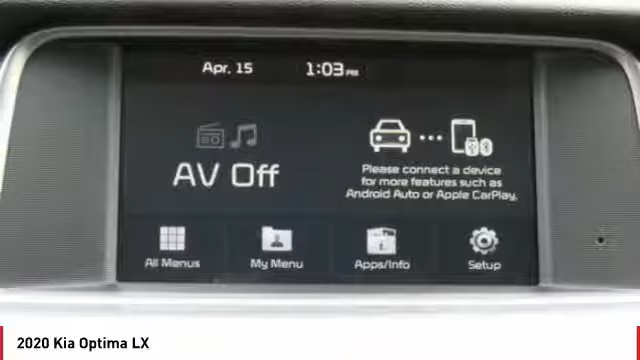 Apr. 15 1:03 PM
AV Off
Please connect a device
for more features such as
Android Auto or Apple CarPlay.
All Menus My Menu Apps/Info Setup
2020 Kia Optima LX